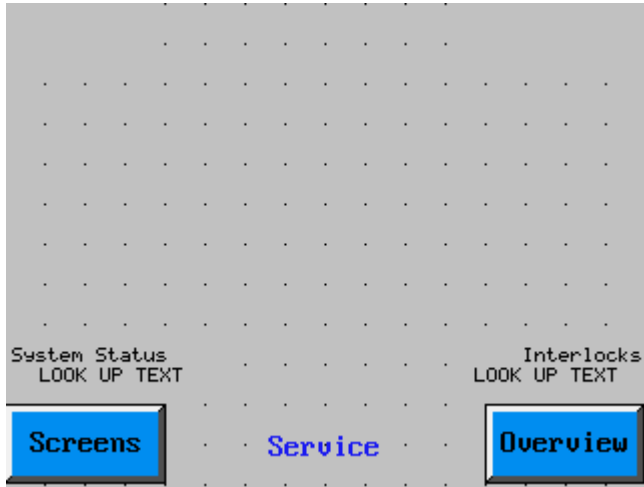 System Status
LOOK UP TEXT
Interlocks
LOOK UP TEXT
Screens
Service
Overview